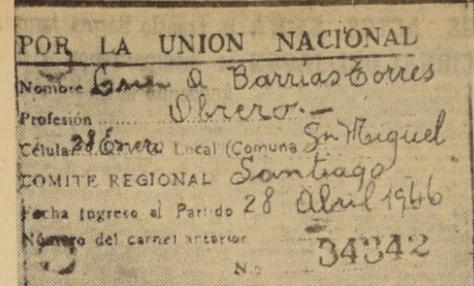 POR LA UNION NACIONAL
Nombre A Barrias Torres
Profesión Obrero.-
Célula 28 Enero Local (Comuna Sn Miguel
COMITE REGIONAL Santiago
Fecha Ingreso al Partido 28 Abril 1946
Número del carnet anterior
No 34342